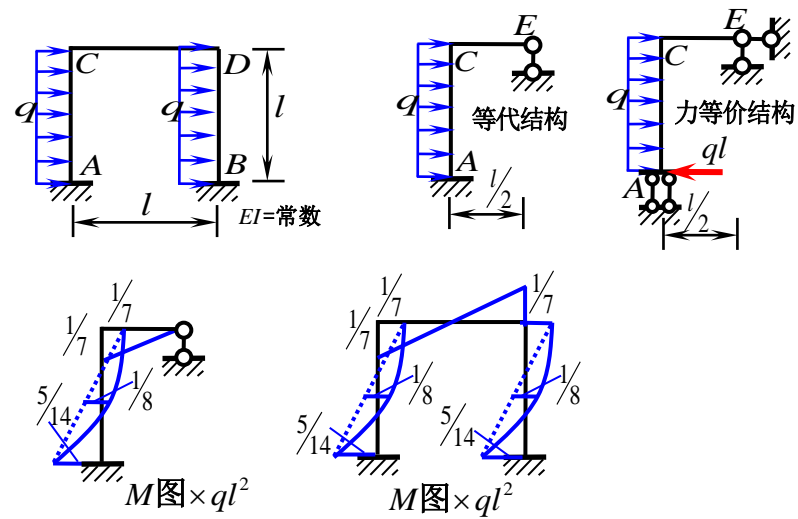 C D
q q l
A B
l EI=常数
C E
q 等代结构
A
l/2
E
C
q 力等价结构
ql
A
l/2
1/7
1/7
1/8
5/14
M图×ql²
1/7 1/7
1/7
1/8 1/8
5/14 5/14
M图×ql²